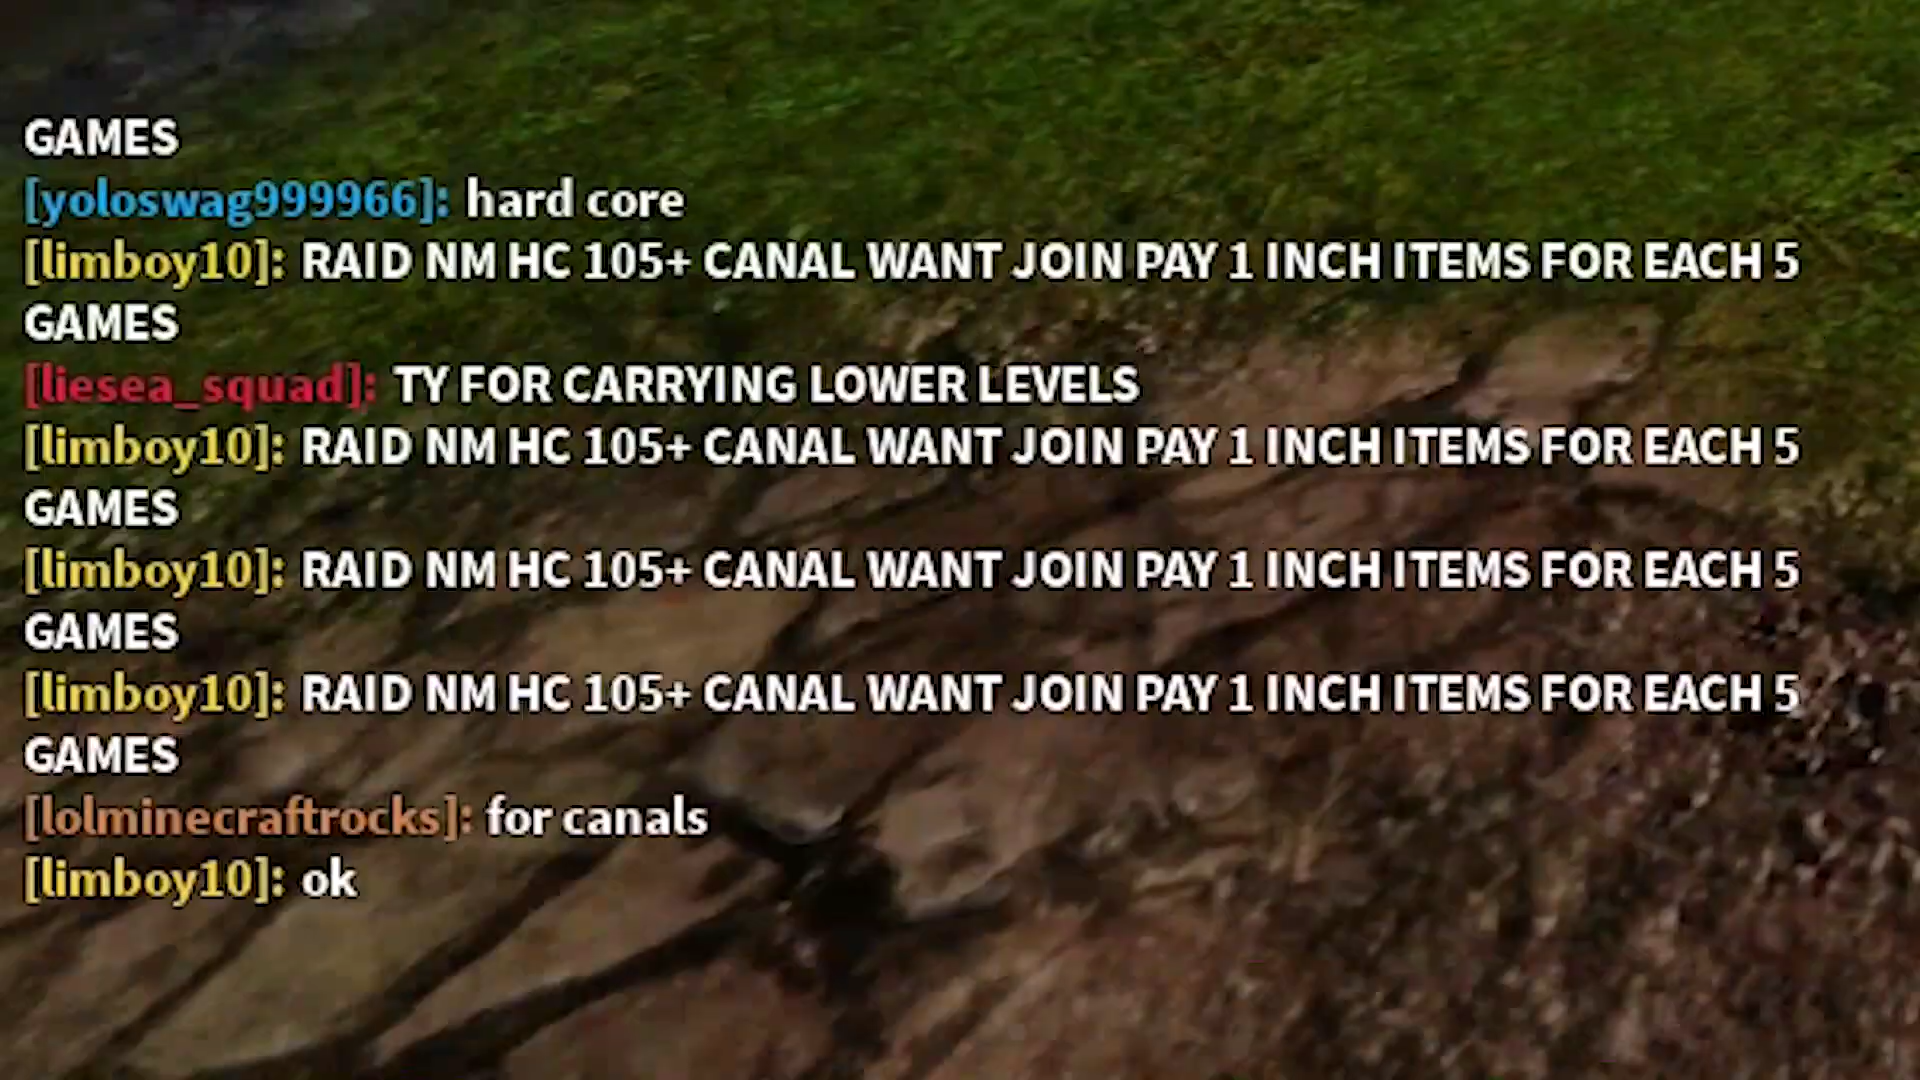 GAMES
[yoloswag999966]: hard core
[limboy10]: RAID NM HC 105+ CANAL WANT JOIN PAY 1 INCH ITEMS FOR EACH 5
GAMES
[liesea_squad]: TY FOR CARRYING LOWER LEVELS
[limboy10]: RAID NM HC 105+ CANAL WANT JOIN PAY 1 INCH ITEMS FOR EACH 5
GAMES
[limboy10]: RAID NM HC 105+ CANAL WANT JOIN PAY 1 INCH ITEMS FOR EACH 5
GAMES
[limboy10]: RAID NM HC 105+ CANAL WANT JOIN PAY 1 INCH ITEMS FOR EACH 5
GAMES
[lolminecraftrocks]: for canals
[limboy10]: ok